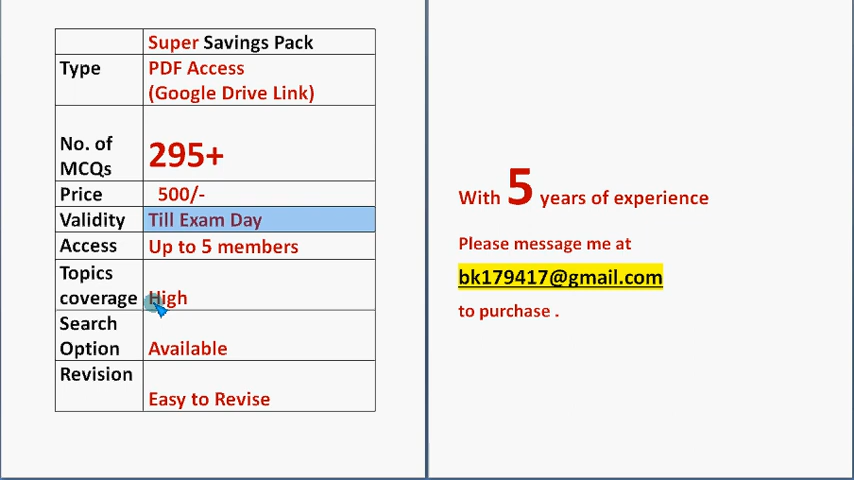 Super Savings Pack
Type PDF Access
(Google Drive Link)
No. of
MCQs 295+
Price 500/-
Validity Till Exam Day
Access Up to 5 members
Topics
coverage High
Search
Option Available
Revision
Easy to Revise
With 5 years of experience
Please message me at
bk179417@gmail.com
to purchase .